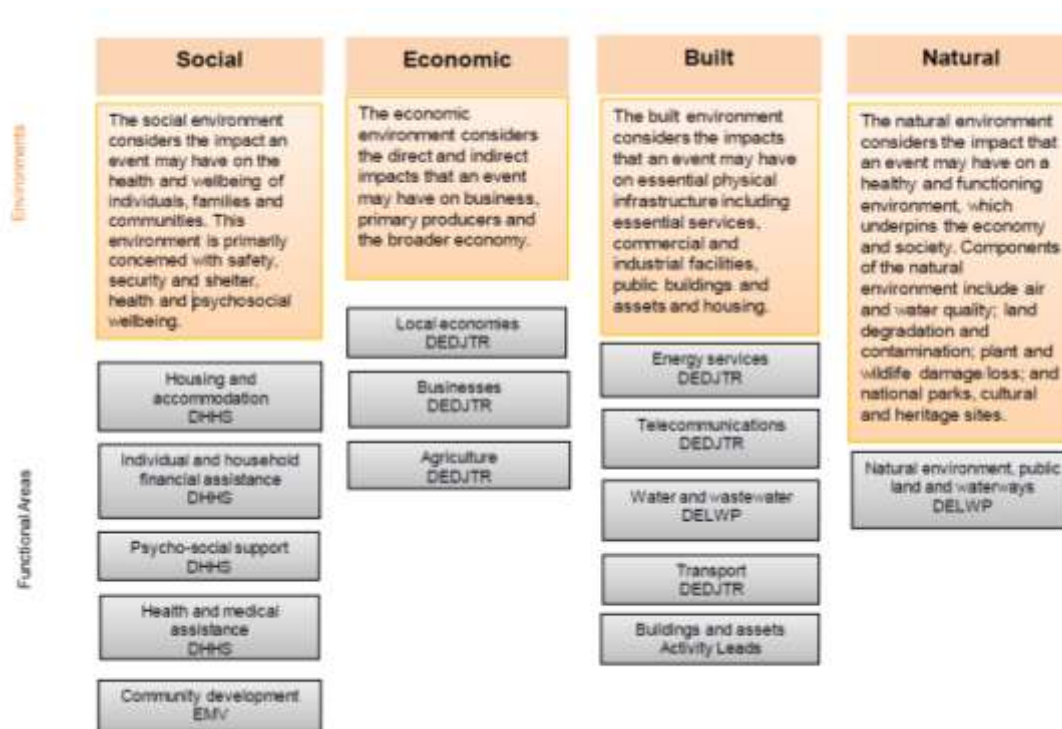 Environments
Functional Areas
Social
The social environment
considers the impact an
event may have on the
health and wellbeing of
individuals, families and
communities. This
environment is primarily
concerned with safety,
security and shelter,
health and psychosocial
wellbeing.
Housing and
accommodation
DHHS
Individual and household
financial assistance
DHHS
Psycho-social support
DHHS
Health and medical
assistance
DHHS
Community development
EMV
Economic
The economic
environment considers
the direct and indirect
impacts that an event
may have on business,
primary producers and
the broader economy.
Local economies
DEDJTR
Businesses
DEDJTR
Agriculture
DEDJTR
Built
The built environment
considers the impacts
that an event may have
on essential physical
infrastructure including
essential services,
commercial and
industrial facilities,
public buildings and
assets and housing.
Energy services
DEDJTR
Telecommunications
DEDJTR
Water and wastewater
DELWP
Transport
DEDJTR
Buildings and assets
Activity Leads
Natural
The natural environment
considers the impact that
an event may have on a
healthy and functioning
environment, which
underpins the economy
and society. Components
of the natural
environment include air
and water quality; land
degradation and
contamination; plant and
wildlife damage/loss; and
national parks, cultural
and heritage sites.
Natural environment, public
land and waterways
DELWP